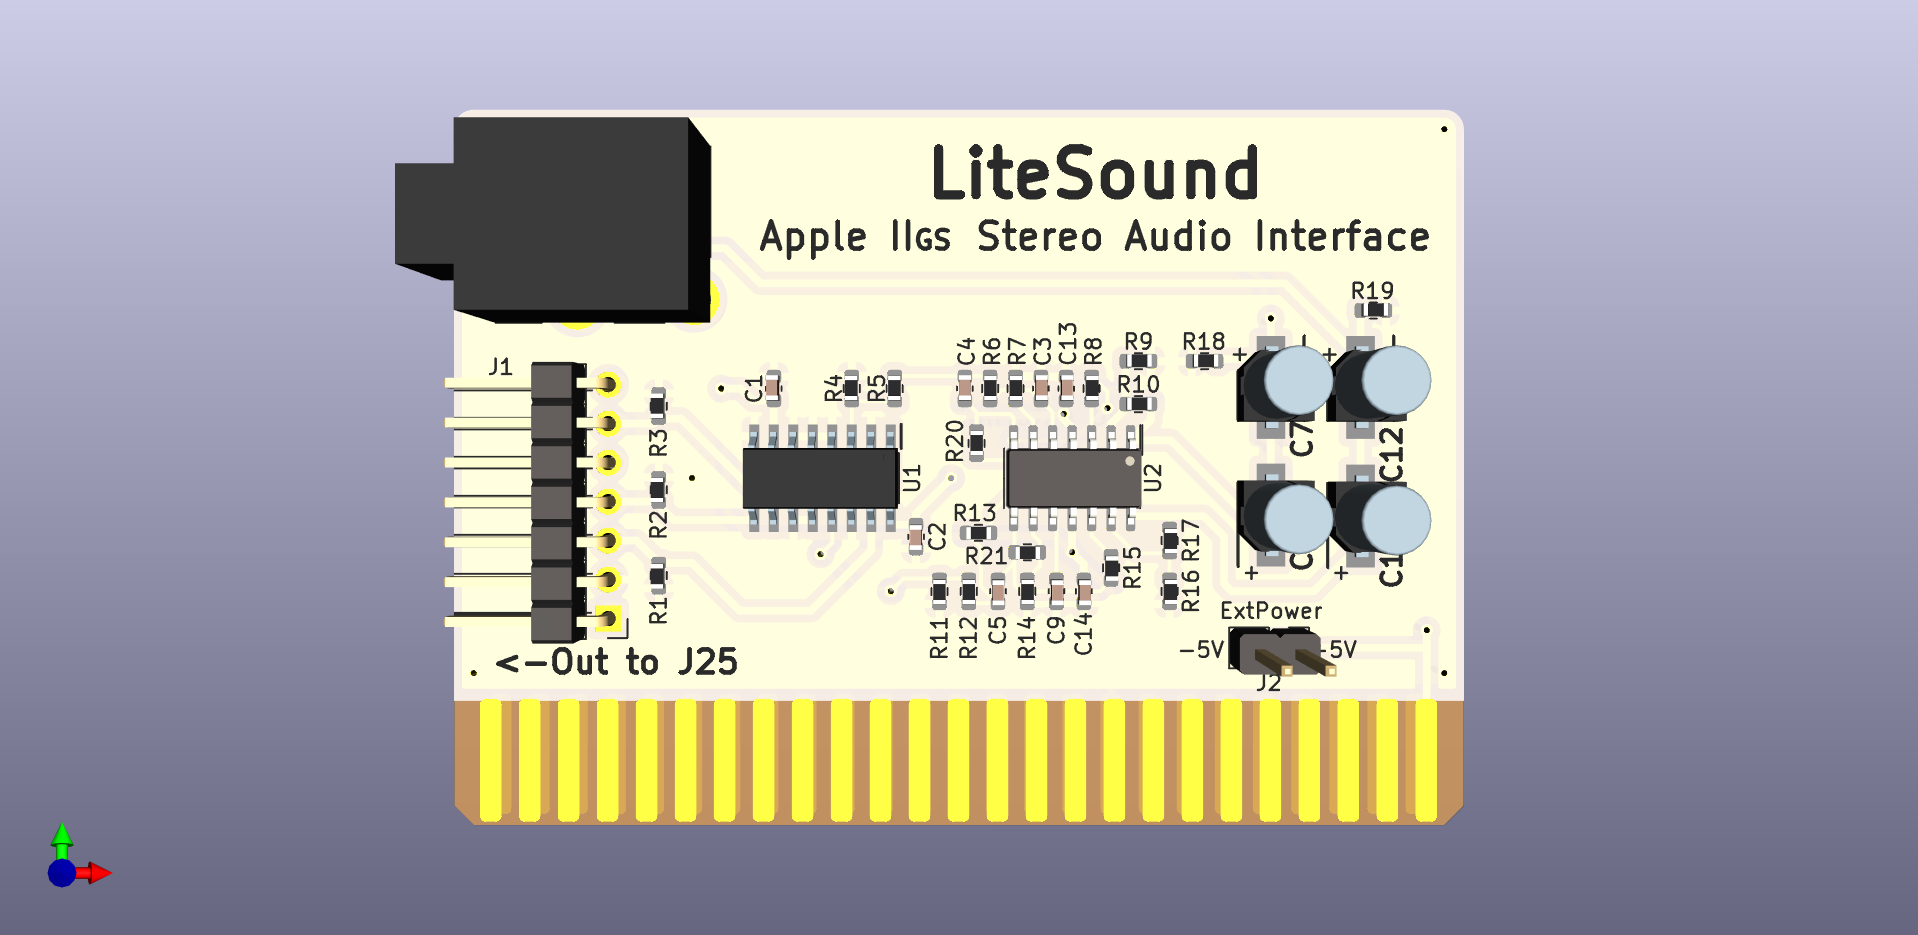 LiteSound
Apple IIGS Stereo Audio Interface
R19
J1
C1
R4
R5
C4
R6
R7
C3
C13
R8
R9
R18
R10
R3
R20
U1
U2
C7
C12
R2
R13
C2
R21
R15
R17
R1
R11
R12
C5
R14
C9
C14
R16
ExtPower
-5V
-5V
J2
<-Out to J25